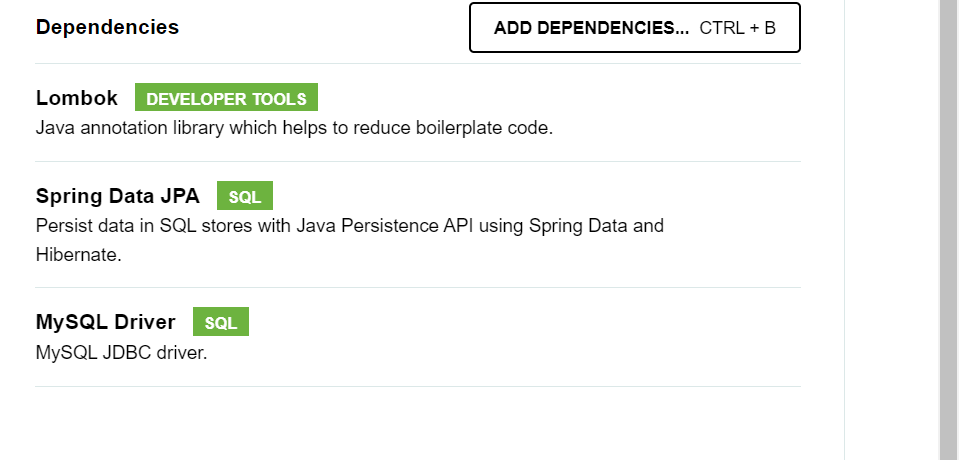 Dependencies
ADD DEPENDENCIES... CTRL + B
Lombok DEVELOPER TOOLS
Java annotation library which helps to reduce boilerplate code.
Spring Data JPA SQL
Persist data in SQL stores with Java Persistence API using Spring Data and
Hibernate.
MySQL Driver SQL
MySQL JDBC driver.